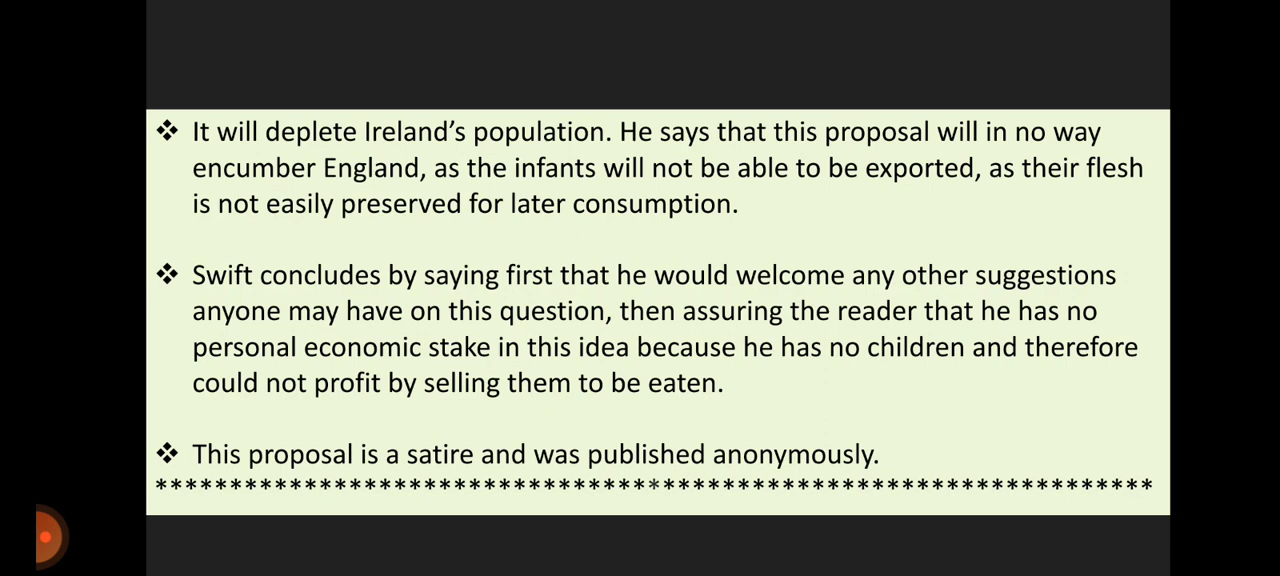 ❖ It will deplete Ireland’s population. He says that this proposal will in no way
encumber England, as the infants will not be able to be exported, as their flesh
is not easily preserved for later consumption.
❖ Swift concludes by saying first that he would welcome any other suggestions
anyone may have on this question, then assuring the reader that he has no
personal economic stake in this idea because he has no children and therefore
could not profit by selling them to be eaten.
❖ This proposal is a satire and was published anonymously.
*******************************************************************